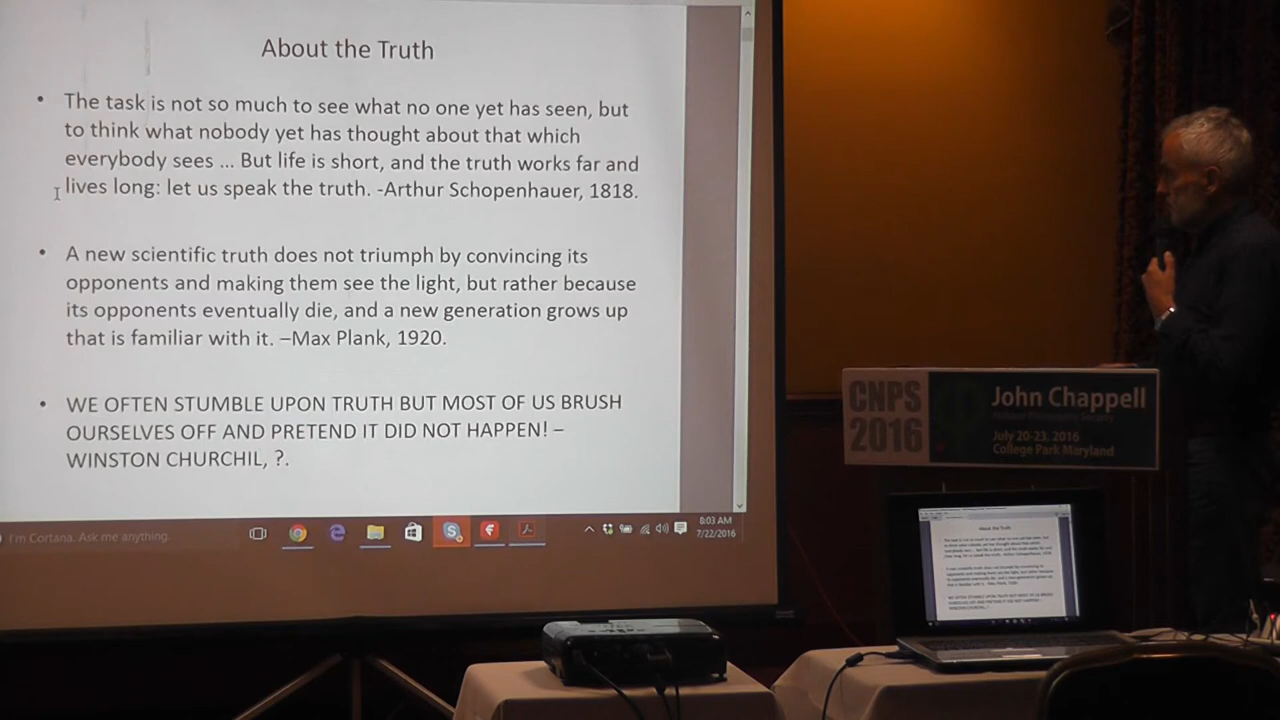 About the Truth
• The task is not so much to see what no one yet has seen, but
to think what nobody yet has thought about that which
everybody sees ... But life is short, and the truth works far and
lives long: let us speak the truth. -Arthur Schopenhauer, 1818.
• A new scientific truth does not triumph by convincing its
opponents and making them see the light, but rather because
its opponents eventually die, and a new generation grows up
that is familiar with it. –Max Plank, 1920.
• WE OFTEN STUMBLE UPON TRUTH BUT MOST OF US BRUSH
OURSELVES OFF AND PRETEND IT DID NOT HAPPEN! –
WINSTON CHURCHIL, ?.
I'm Cortana. Ask me anything.
8:03 AM
7/22/2016
CNPS
2016
John Chappell
Natural Philosophy Society
July 20-23, 2016
College Park Maryland
About the Truth